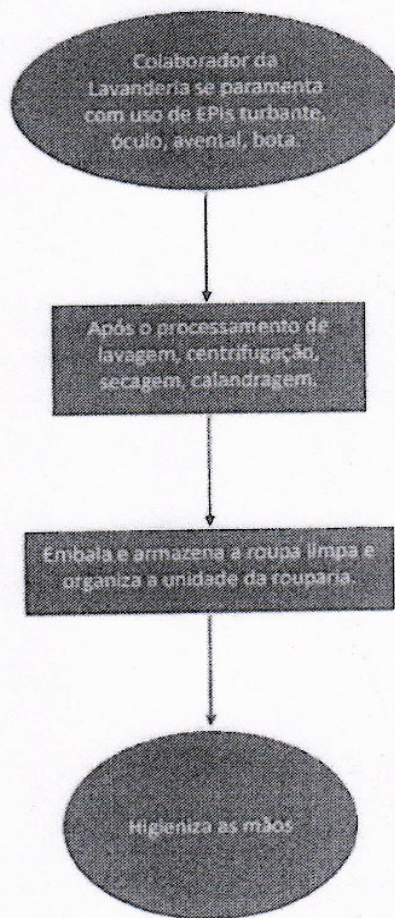 Colaborador da
Lavanderia se paramenta
com uso de EPIs turbante,
óculo, avental, bota.
Após o processamento de
lavagem, centrifugação,
secagem, calandragem.
Embala e armazena a roupa limpa e
organiza a unidade da rouparia.
Higieniza as mãos